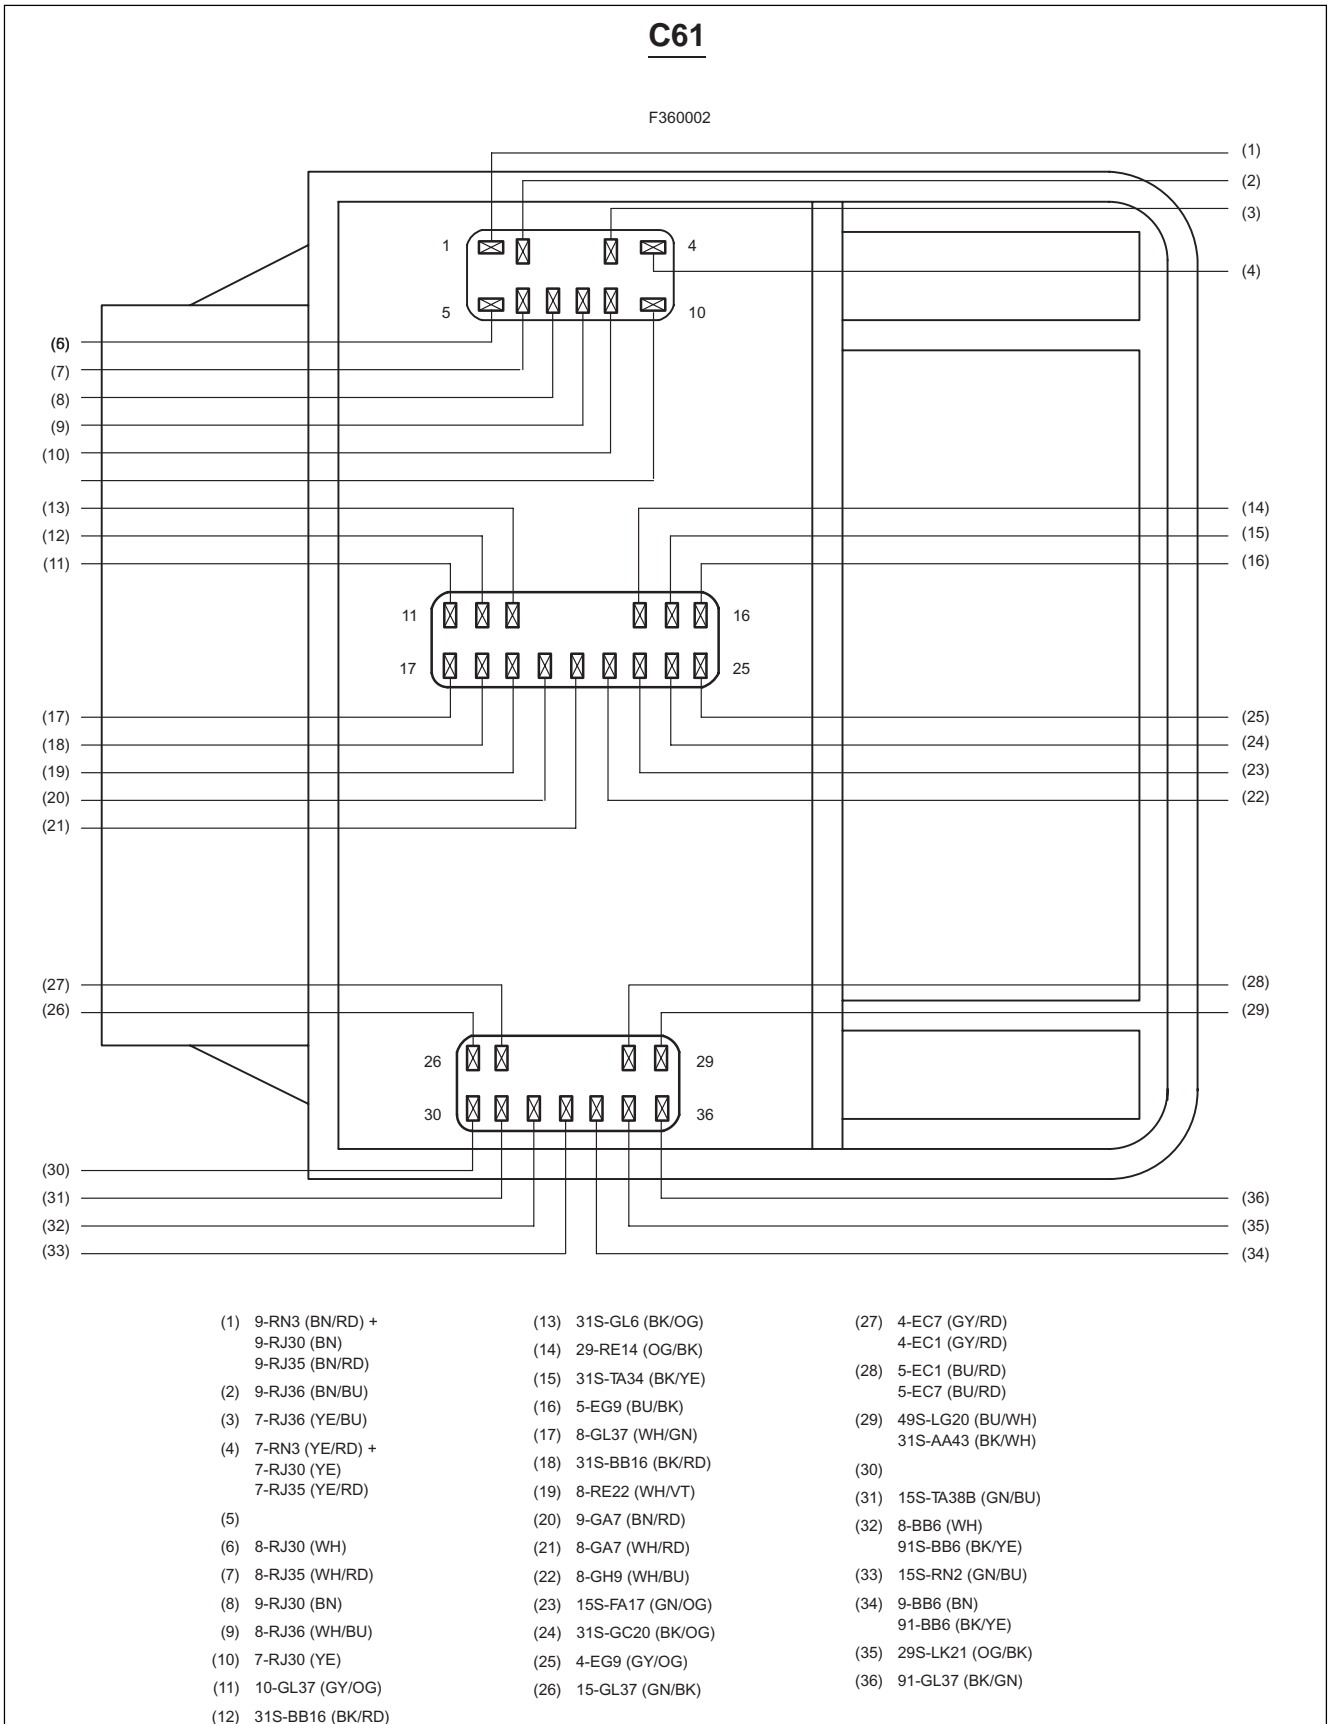 C61
F360002
(1)
(2)
(3)
1
4
(4)
5
10
(6)
(7)
(8)
(9)
(10)
(13)
(14)
(12)
(15)
(11)
(16)
11
16
17
25
(17)
(25)
(18)
(24)
(19)
(23)
(20)
(22)
(21)
(27)
(28)
(26)
(29)
26
29
30
36
(30)
(31)
(36)
(32)
(35)
(33)
(34)
(1) 9-RN3 (BN/RD) +
9-RJ30 (BN)
9-RJ35 (BN/RD)
(2) 9-RJ36 (BN/BU)
(3) 7-RJ36 (YE/BU)
(4) 7-RN3 (YE/RD) +
7-RJ30 (YE)
7-RJ35 (YE/RD)
(5)
(6) 8-RJ30 (WH)
(7) 8-RJ35 (WH/RD)
(8) 9-RJ30 (BN)
(9) 8-RJ36 (WH/BU)
(10) 7-RJ30 (YE)
(11) 10-GL37 (GY/OG)
(12) 31S-BB16 (BK/RD)
(13) 31S-GL6 (BK/OG)
(14) 29-RE14 (OG/BK)
(15) 31S-TA34 (BK/YE)
(16) 5-EG9 (BU/BK)
(17) 8-GL37 (WH/GN)
(18) 31S-BB16 (BK/RD)
(19) 8-RE22 (WH/VT)
(20) 9-GA7 (BN/RD)
(21) 8-GA7 (WH/RD)
(22) 8-GH9 (WH/BU)
(23) 15S-FA17 (GN/OG)
(24) 31S-GC20 (BK/OG)
(25) 4-EG9 (GY/OG)
(26) 15-GL37 (GN/BK)
(27) 4-EC7 (GY/RD)
4-EC1 (GY/RD)
(28) 5-EC1 (BU/RD)
5-EC7 (BU/RD)
(29) 49S-LG20 (BU/WH)
31S-AA43 (BK/WH)
(30)
(31) 15S-TA38B (GN/BU)
(32) 8-BB6 (WH)
91S-BB6 (BK/YE)
(33) 15S-RN2 (GN/BU)
(34) 9-BB6 (BN)
91-BB6 (BK/YE)
(35) 29S-LK21 (OG/BK)
(36) 91-GL37 (BK/GN)